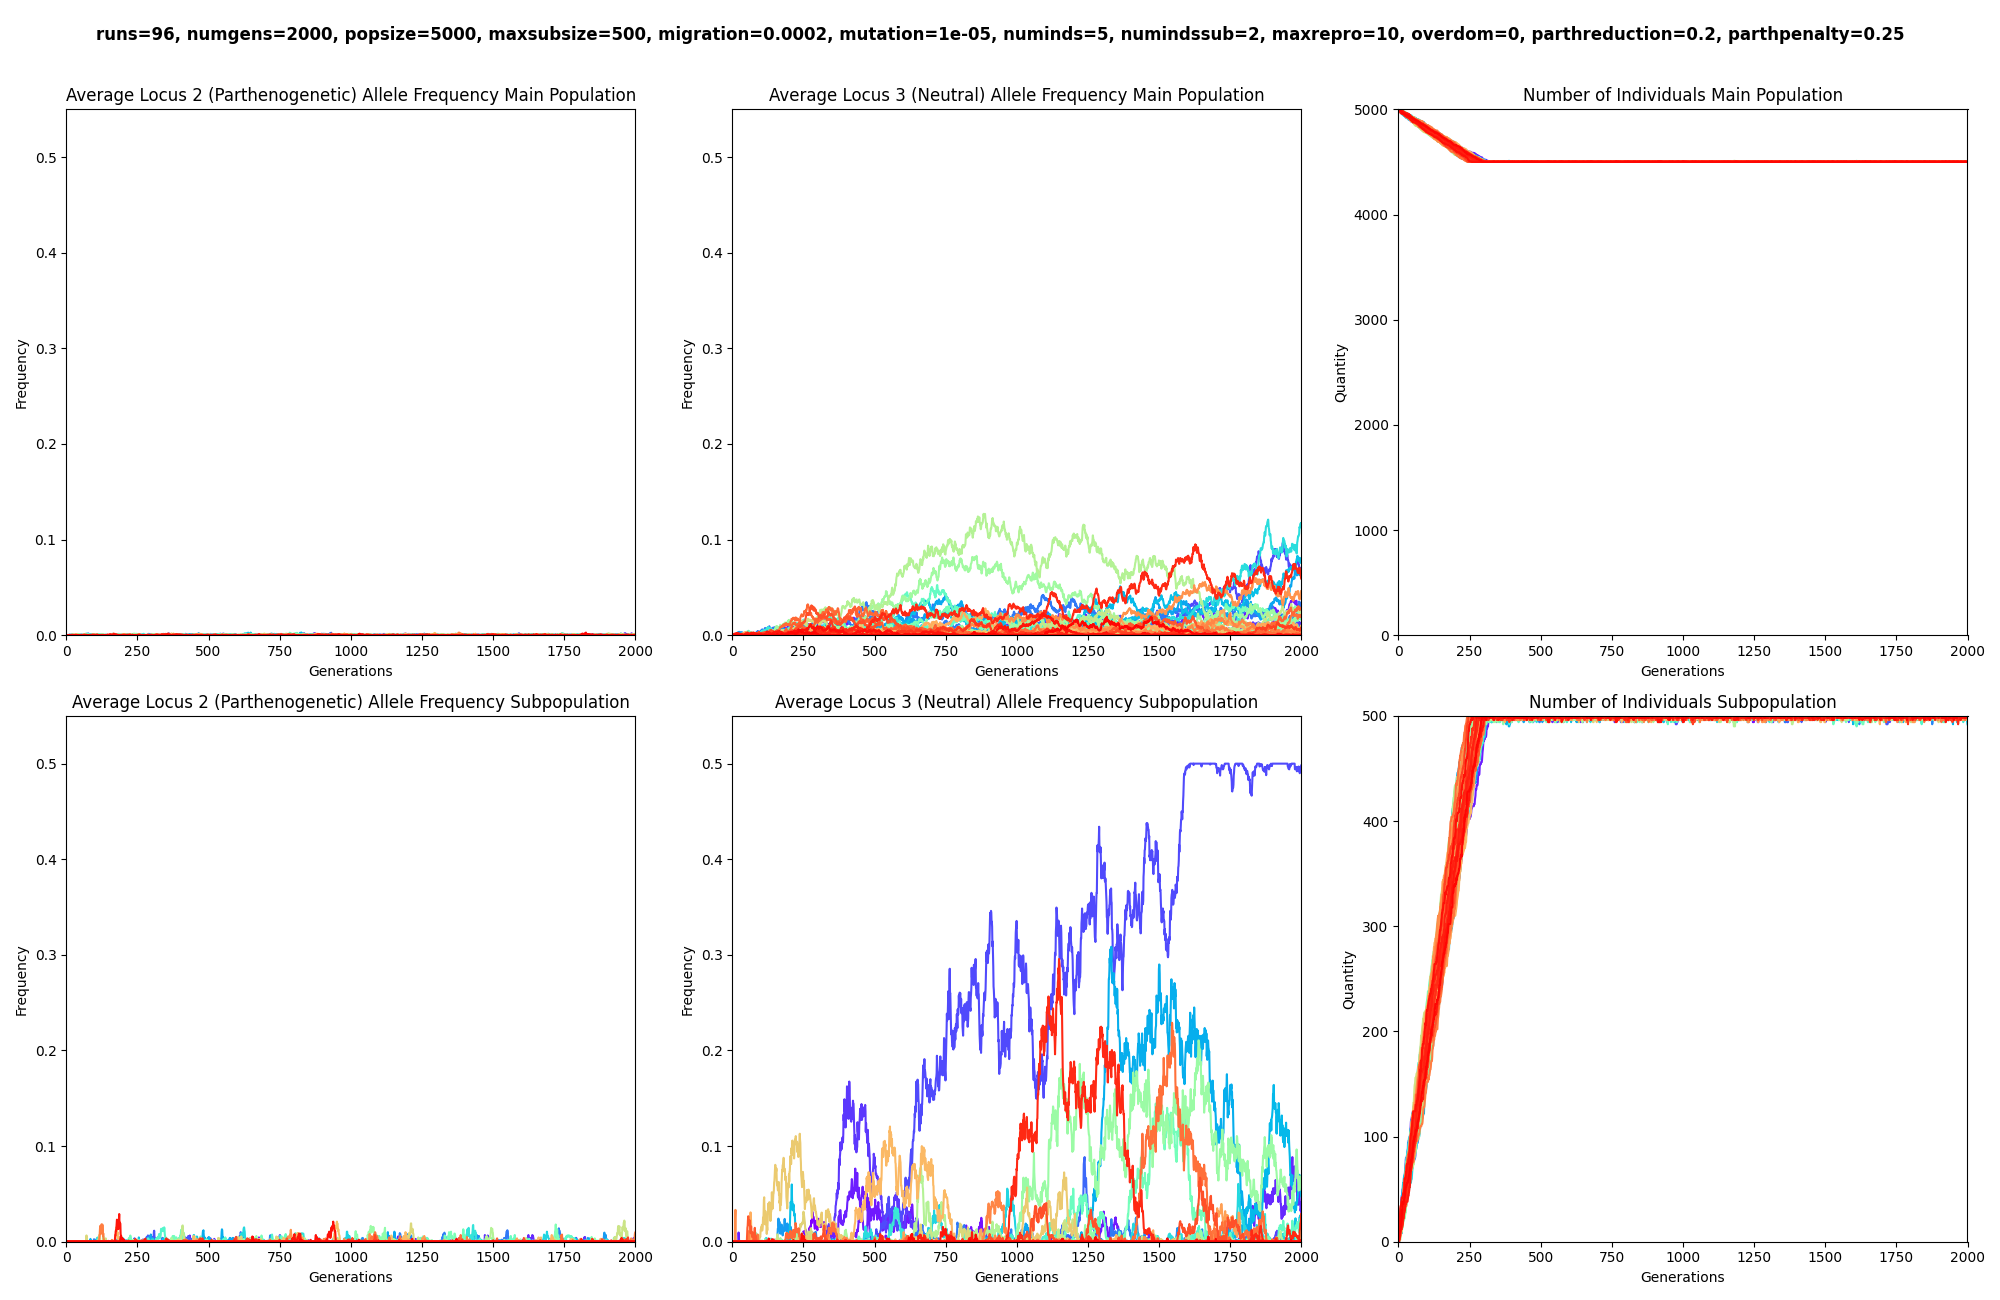 runs=96, numgens=2000, popsize=5000, maxsubsize=500, migration=0.0002, mutation=1e-05, numinds=5, numindssub=2, maxrepro=10, overdom=0, parthreduction=0.2, parthpenalty=0.25
Average Locus 2 (Parthenogenetic) Allele Frequency Main Population
Frequency
0.5
0.4
0.3
0.2
0.1
0.0
0 250 500 750 1000 1250 1500 1750 2000
Generations
Average Locus 3 (Neutral) Allele Frequency Main Population
Frequency
0.5
0.4
0.3
0.2
0.1
0.0
0 250 500 750 1000 1250 1500 1750 2000
Generations
Number of Individuals Main Population
Quantity
5000
4000
3000
2000
1000
0
0 250 500 750 1000 1250 1500 1750 2000
Generations
Average Locus 2 (Parthenogenetic) Allele Frequency Subpopulation
Frequency
0.5
0.4
0.3
0.2
0.1
0.0
0 250 500 750 1000 1250 1500 1750 2000
Generations
Average Locus 3 (Neutral) Allele Frequency Subpopulation
Frequency
0.5
0.4
0.3
0.2
0.1
0.0
0 250 500 750 1000 1250 1500 1750 2000
Generations
Number of Individuals Subpopulation
Quantity
500
400
300
200
100
0
0 250 500 750 1000 1250 1500 1750 2000
Generations